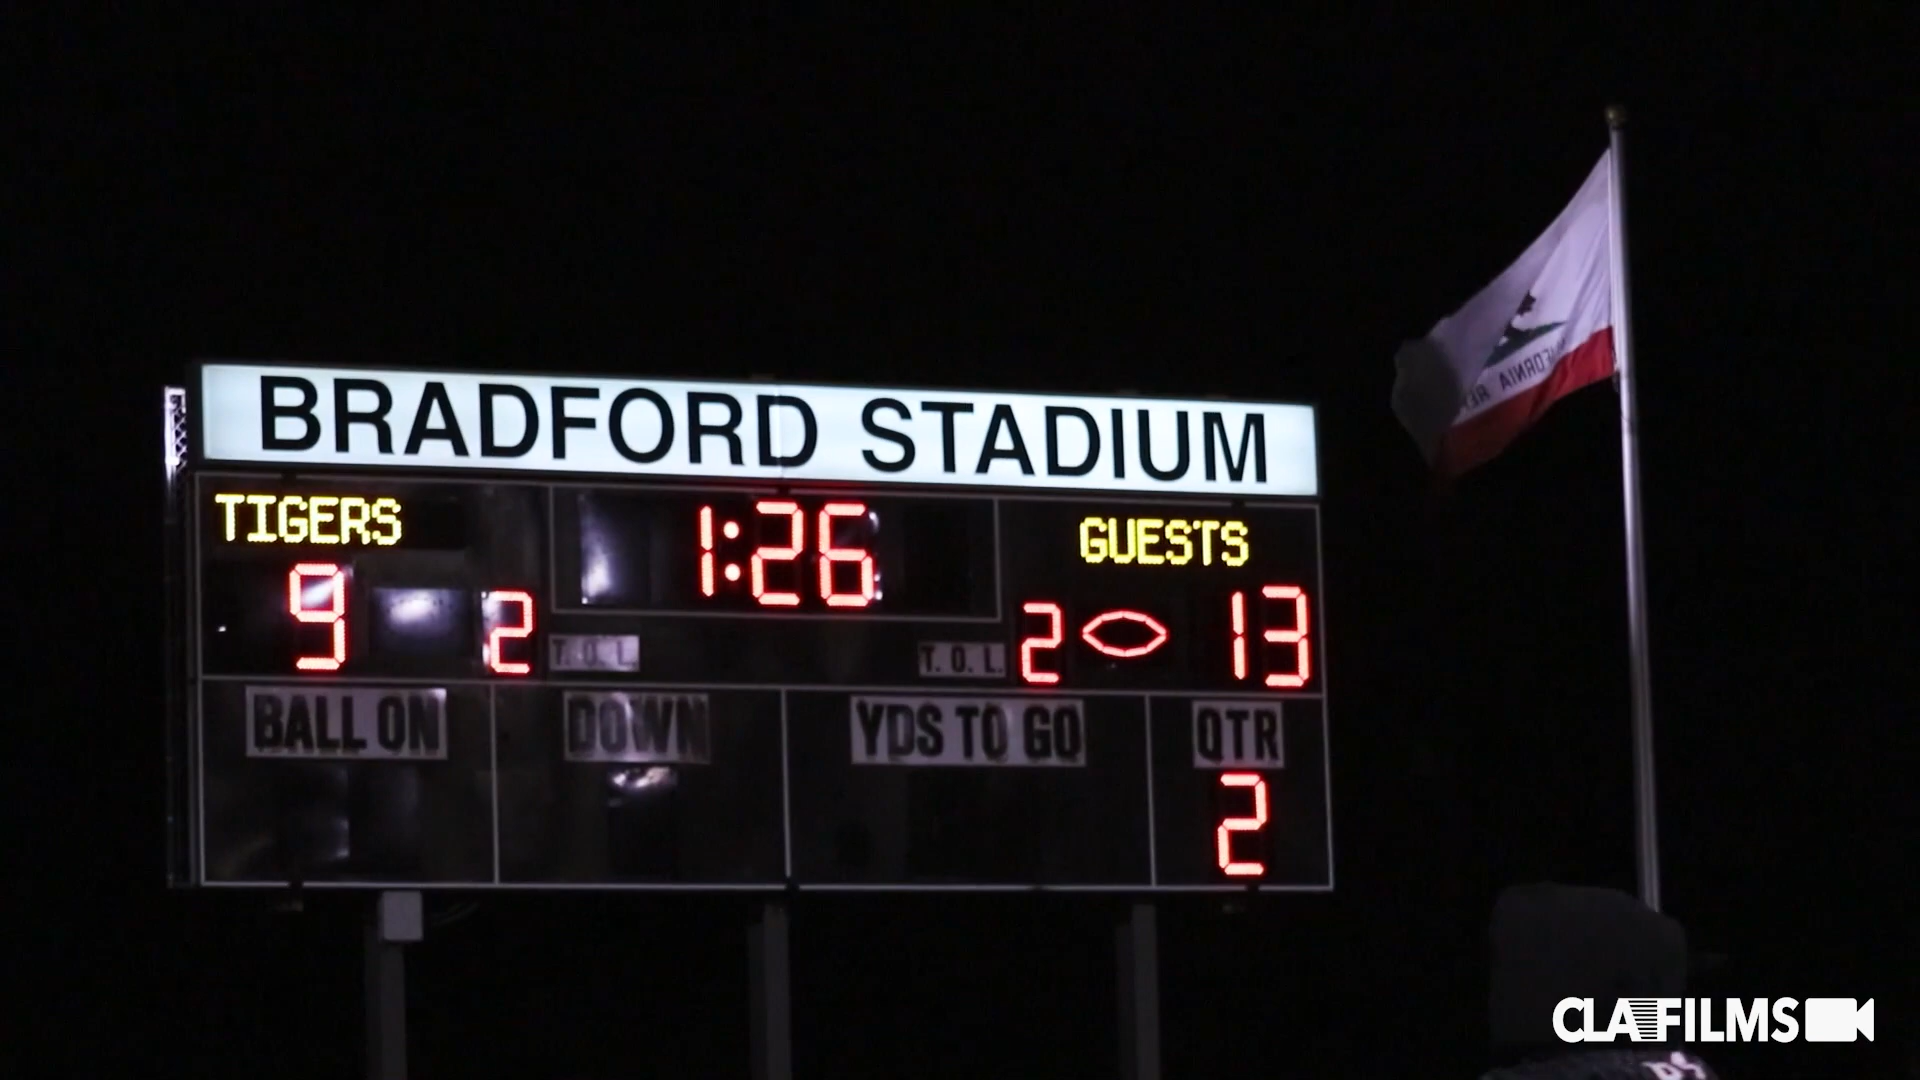 BRADFORD STADIUM
TIGERS
1:26
GUESTS
9
2
T. O. L.
T. O. L.
2
13
BALL ON
DOWN
YDS TO GO
QTR
2
CLAFILMS